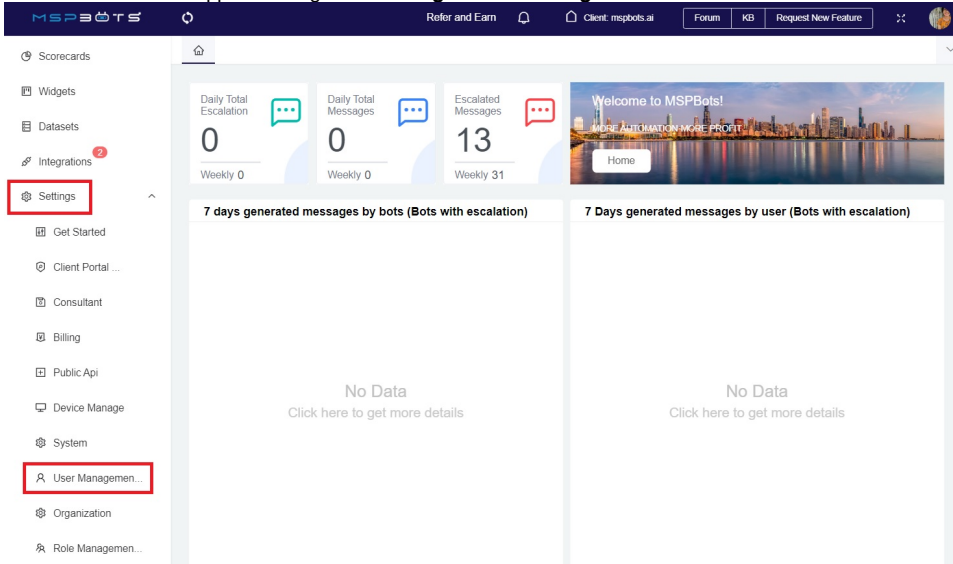 MSPBOTS
Refer and Earn
Client: mspbots.ai
Forum
KB
Request New Feature
Scorecards
Widgets
Datasets
Integrations
2
Settings
Get Started
Client Portal ...
Consultant
Billing
Public Api
Device Manage
System
User Managemen...
Organization
Role Managemen...
Daily Total
Escalation
0
Weekly 0
Daily Total
Messages
0
Weekly 0
Escalated
Messages
13
Weekly 31
Welcome to MSPBots!
MORE AUTOMATION MORE PROFIT
Home
7 days generated messages by bots (Bots with escalation)
No Data
Click here to get more details
7 Days generated messages by user (Bots with escalation)
No Data
Click here to get more details